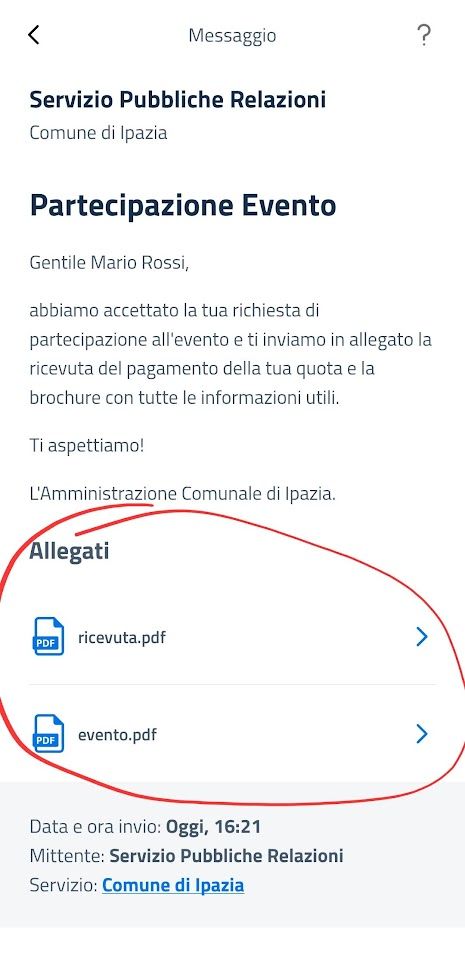 Messaggio
?
Servizio Pubbliche Relazioni
Comune di Ipazia
Partecipazione Evento
Gentile Mario Rossi,
abbiamo accettato la tua richiesta di
partecipazione all'evento e ti inviamo in allegato la
ricevuta del pagamento della tua quota e la
brochure con tutte le informazioni utili.
Ti aspettiamo!
L'Amministrazione Comunale di Ipazia.
Allegati
PDF ricevuta.pdf
PDF evento.pdf
Data e ora invio: Oggi, 16:21
Mittente: Servizio Pubbliche Relazioni
Servizio: Comune di Ipazia